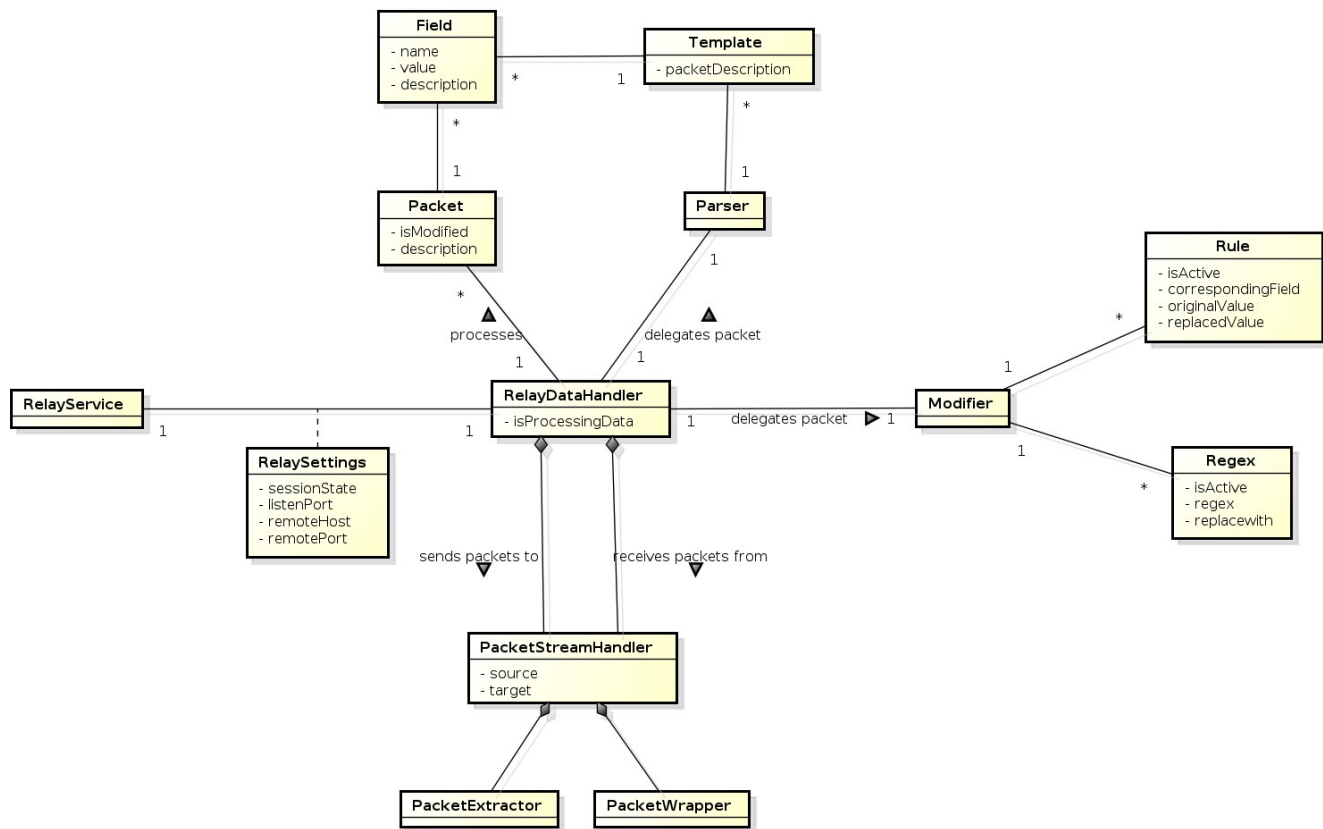 Field
- name
- value
- description
Template
- packetDescription
*
1
*
*
1
1
Packet
- isModified
- description
Parser
Rule
- isActive
- correspondingField
- originalValue
- replacedValue
*
1
processes
delegates packet
*
1
1
1
RelayService
RelayDataHandler
- isProcessingData
Modifier
1
1
1
delegates packet
1
1
*
RelaySettings
- sessionState
- listenPort
- remoteHost
- remotePort
Regex
- isActive
- regex
- replacewith
sends packets to
receives packets from
PacketStreamHandler
- source
- target
PacketExtractor
PacketWrapper